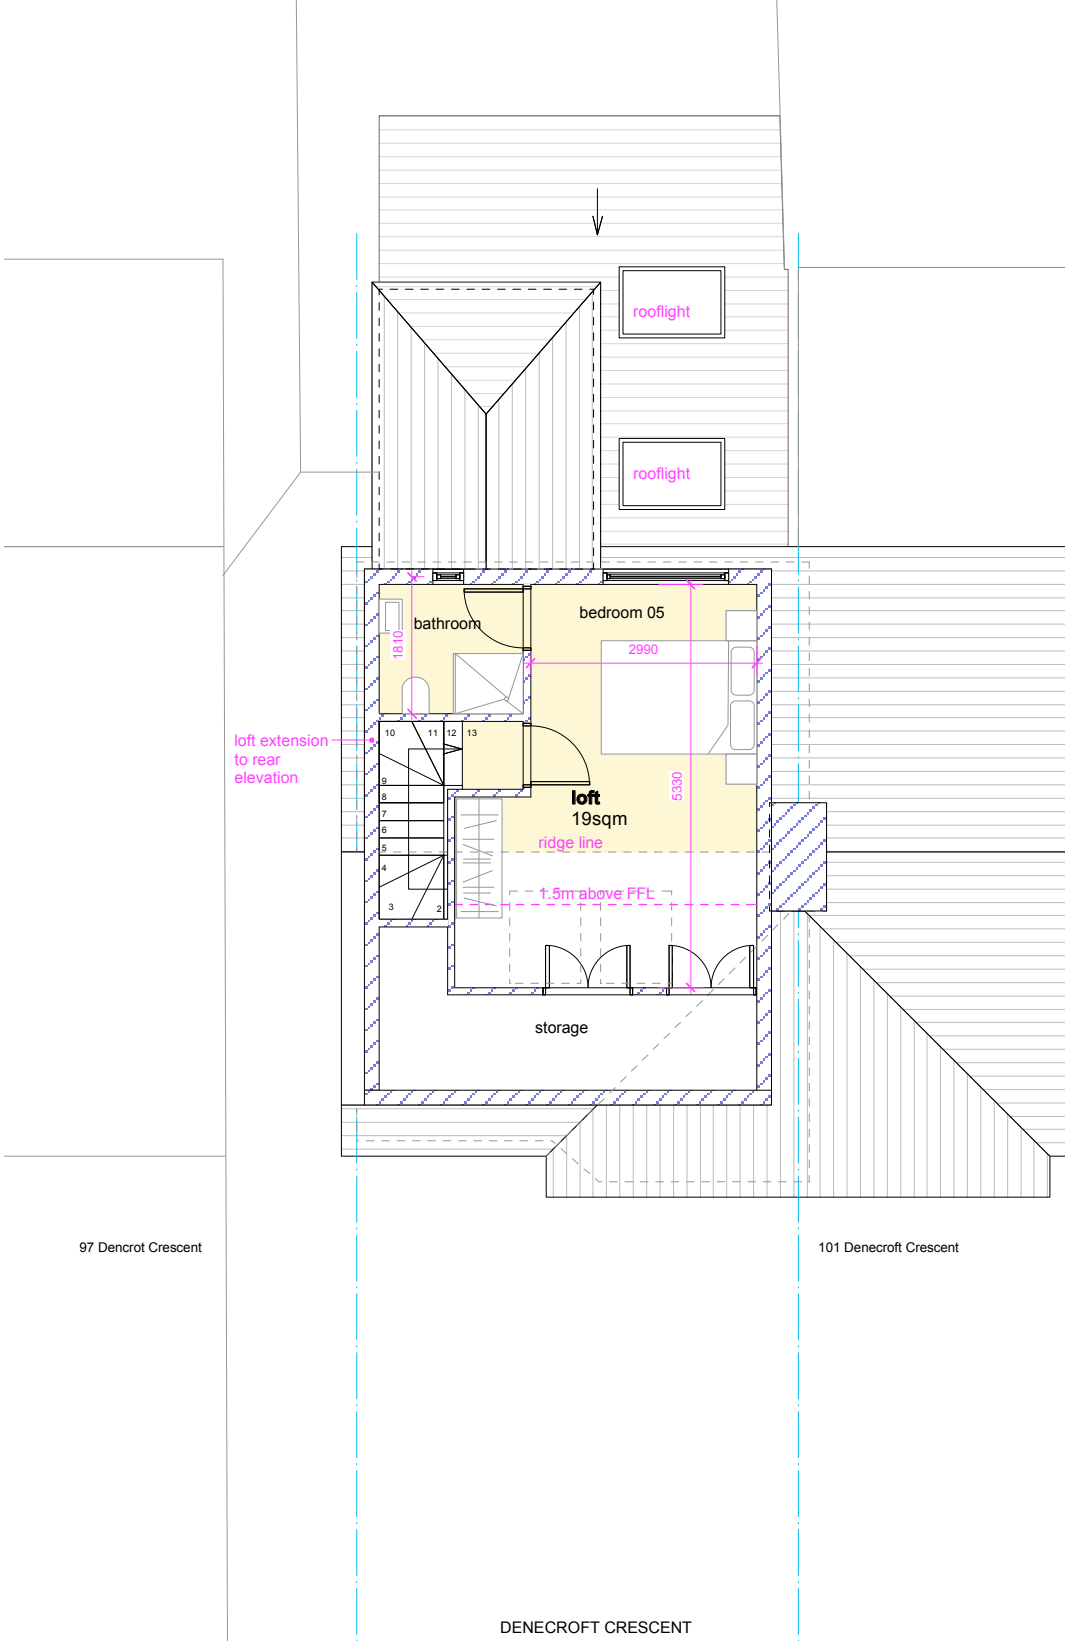 rooflight
rooflight
bedroom 05
bathroom
1810
2990
loft extension
to rear
elevation
10
11
12
13
9
8
7
6
5
4
3
2
5330
loft
19sqm
ridge line
1.5m above FFL
storage
97 Dencrot Crescent
101 Denecroft Crescent
DENECROFT CRESCENT